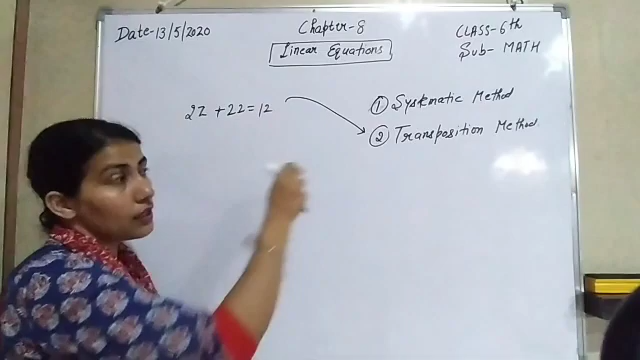 Date-13/5/2020
Chapter-8
Linear Equations
CLASS-6th
Sub- MATH
2z + 22 = 12
① Systematic Method
② Transposition Method.